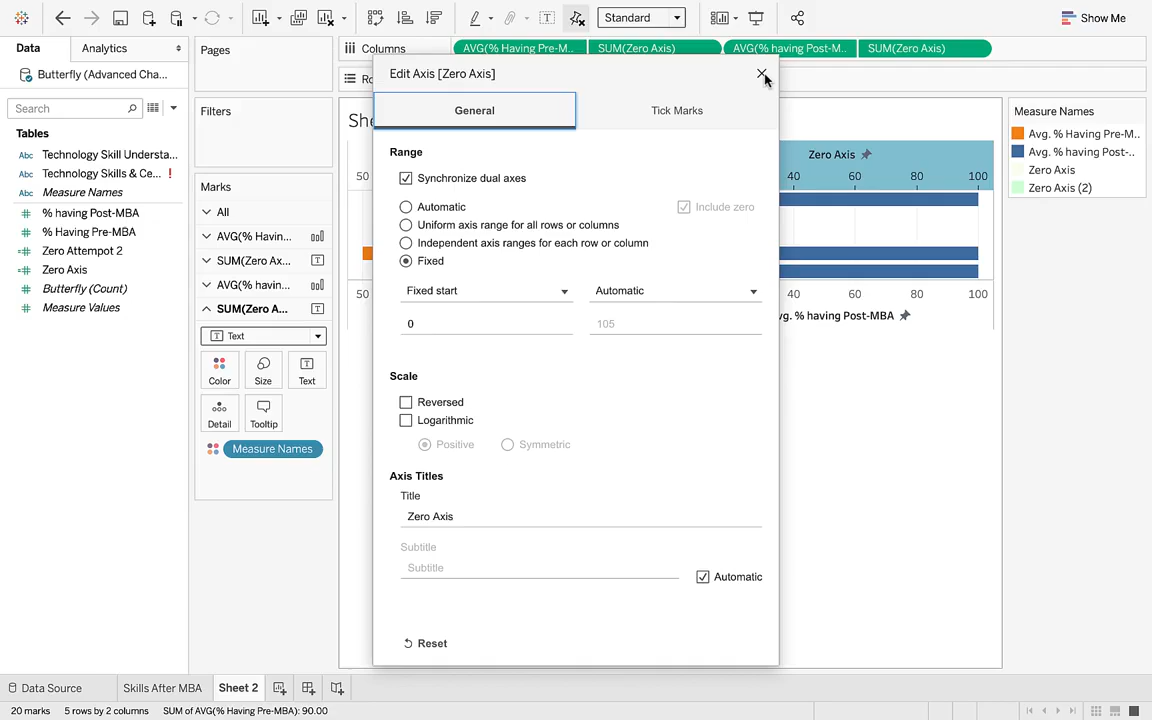 Standard
Show Me
Data
Analytics
Pages
Columns
AVG(% Having Pre-M..
SUM(Zero Axis)
AVG(% having Post-M..
SUM(Zero Axis)
Butterfly (Advanced Cha...
Ro
Edit Axis [Zero Axis]
Search
Filters
General
Tick Marks
She
Measure Names
Tables
Avg. % Having Pre-M..
Abc Technology Skill Understa...
Range
Zero Axis
Avg. % having Post-..
Abc Technology Skills & Ce... !
Synchronize dual axes
50
40
60
80
100
Zero Axis
Abc Measure Names
Marks
Zero Axis (2)
% having Post-MBA
All
Automatic
Include zero
% Having Pre-MBA
AVG(% Havin...
Uniform axis range for all rows or columns
Zero Attempot 2
Independent axis ranges for each row or column
Zero Axis
SUM(Zero Ax...
Fixed
Butterfly (Count)
AVG(% havin...
Fixed start
Automatic
50
40
60
80
100
Measure Values
SUM(Zero A...
vg. % having Post-MBA
0
105
Text
Color
Size
Text
Scale
Reversed
Detail
Tooltip
Logarithmic
Positive
Symmetric
Measure Names
Axis Titles
Title
Zero Axis
Subtitle
Subtitle
Automatic
Reset
Data Source
Skills After MBA
Sheet 2
20 marks
5 rows by 2 columns
SUM of AVG(% Having Pre-MBA): 90.00